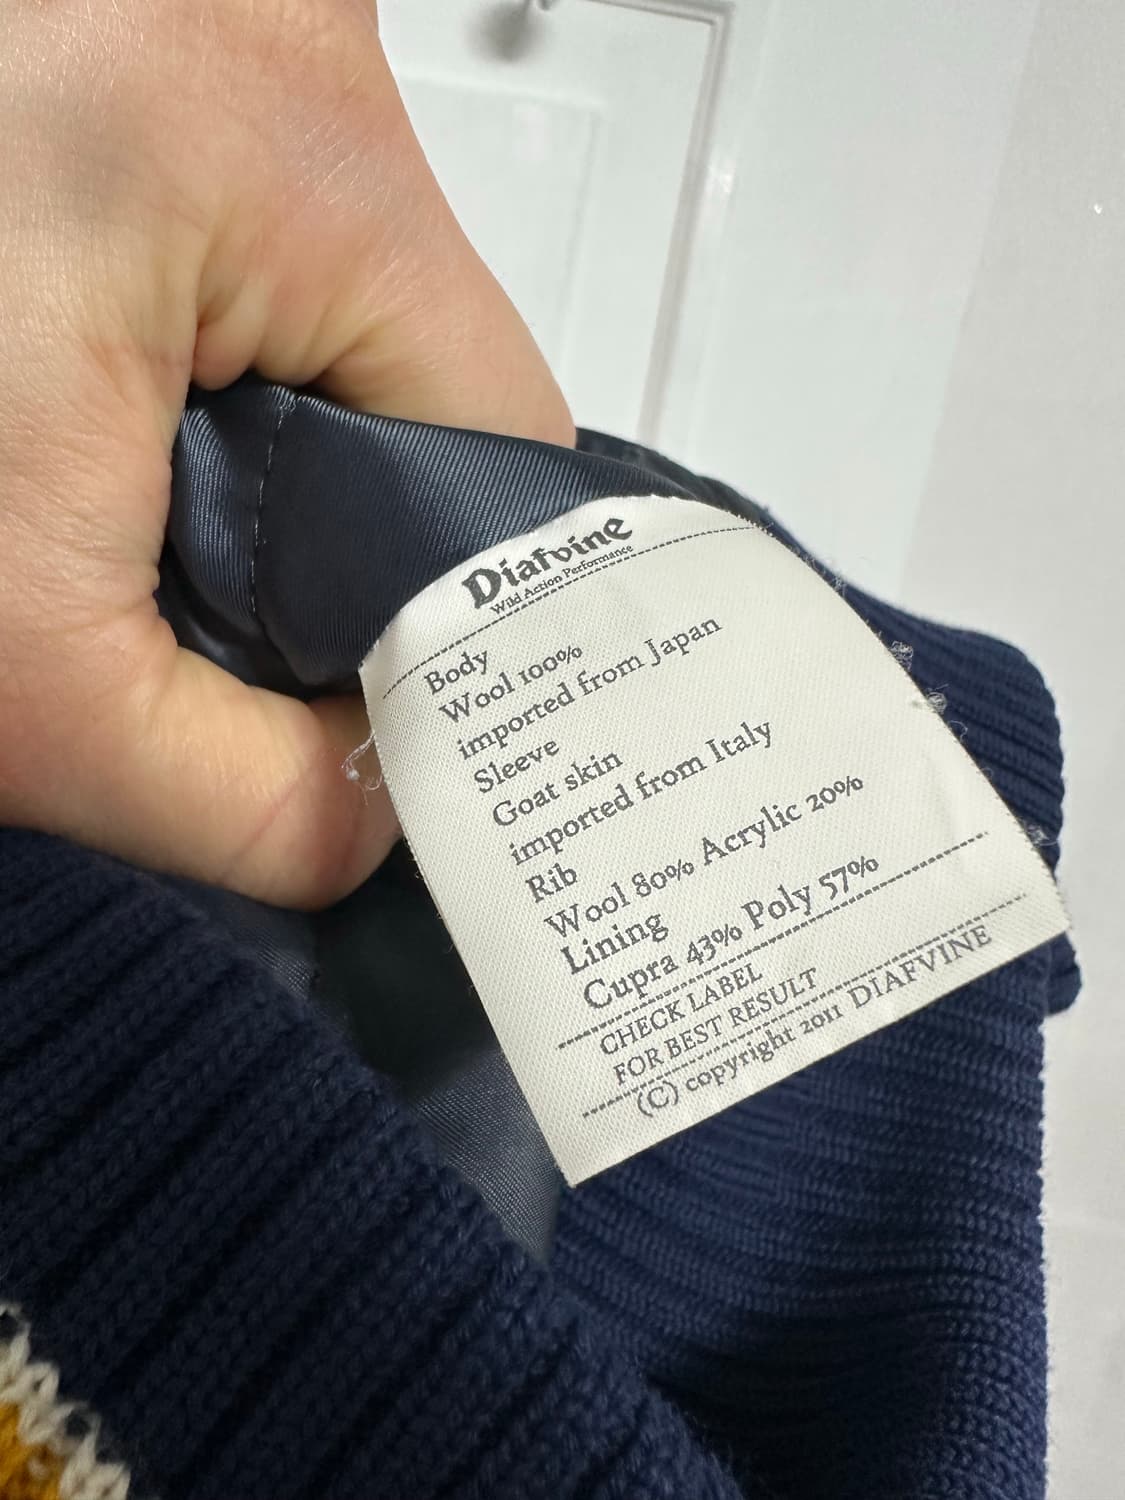 Diafvine
Wild Action Performance
Body
Wool 100%
imported from Japan
Sleeve
Goat skin
imported from Italy
Rib
Wool 80% Acrylic 20%
Lining
Cupra 43% Poly 57%
CHECK LABEL
FOR BEST RESULT
(C) copyright 2011 DIAFVINE